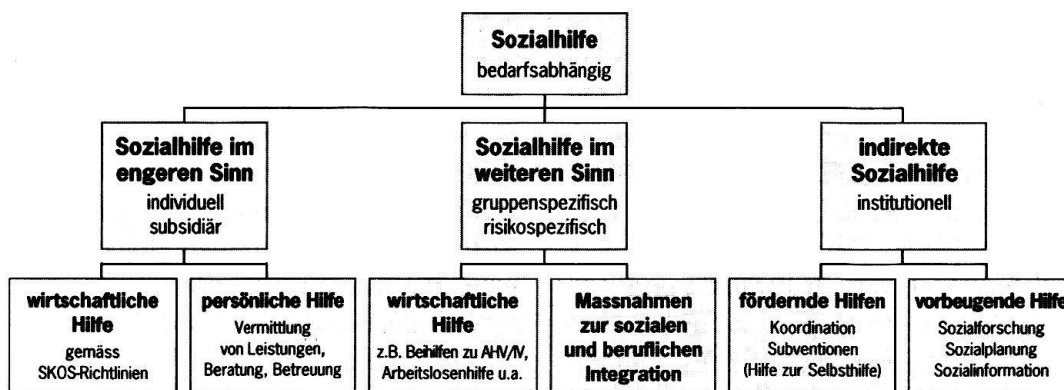 Sozialhilfe
bedarfsabhängig
Sozialhilfe im
engeren Sinn
individuell
subsidiär
Sozialhilfe im
weiteren Sinn
gruppenspezifisch
risikospezifisch
indirekte
Sozialhilfe
institutionell
wirtschaftliche
Hilfe
gemäss
SKOS-Richtlinien
persönliche Hilfe
Vermittlung
von Leistungen,
Beratung, Betreuung
wirtschaftliche
Hilfe
z.B. Beihilfen zu AHV/IV,
Arbeitslosenhilfe u.a.
Massnahmen
zur sozialen
und beruflichen
Integration
fördernde Hilfen
Koordination
Subventionen
(Hilfe zur Selbsthilfe)
vorbeugende Hilfe
Sozialforschung
Sozialplanung
Sozialinformation